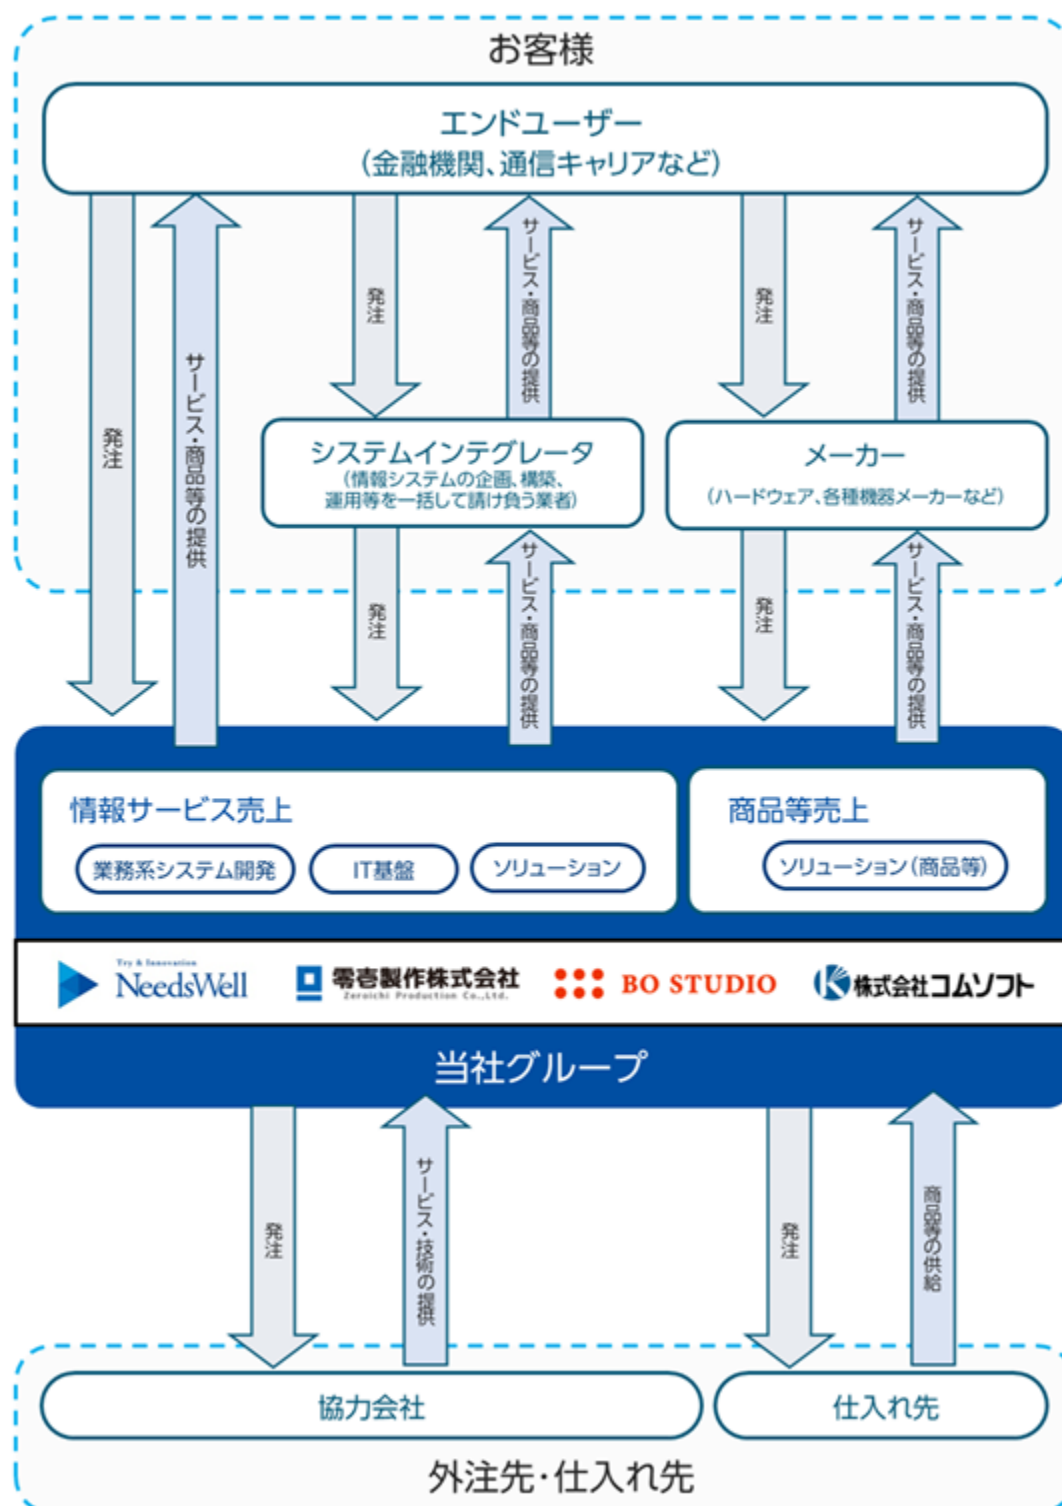 お客様
エンドユーザー
(金融機関、通信キャリアなど)
発注
サービス・商品等の提供
発注
サービス・商品等の提供
発注
サービス・商品等の提供
システムインテグレータ
(情報システムの企画、構築、
運用等を一括して請け負う業者)
メーカー
(ハードウェア、各種機器メーカーなど)
発注
サービス・商品等の提供
発注
サービス・商品等の提供
情報サービス売上
業務系システム開発
IT基盤
ソリューション
商品等売上
ソリューション(商品等)
Try & Innovation
NeedsWell
零壱製作株式会社
Zeroichi Production Co.,Ltd.
BO STUDIO
株式会社コムソフト
当社グループ
発注
サービス・技術の提供
発注
商品等の供給
協力会社
仕入れ先
外注先・仕入れ先